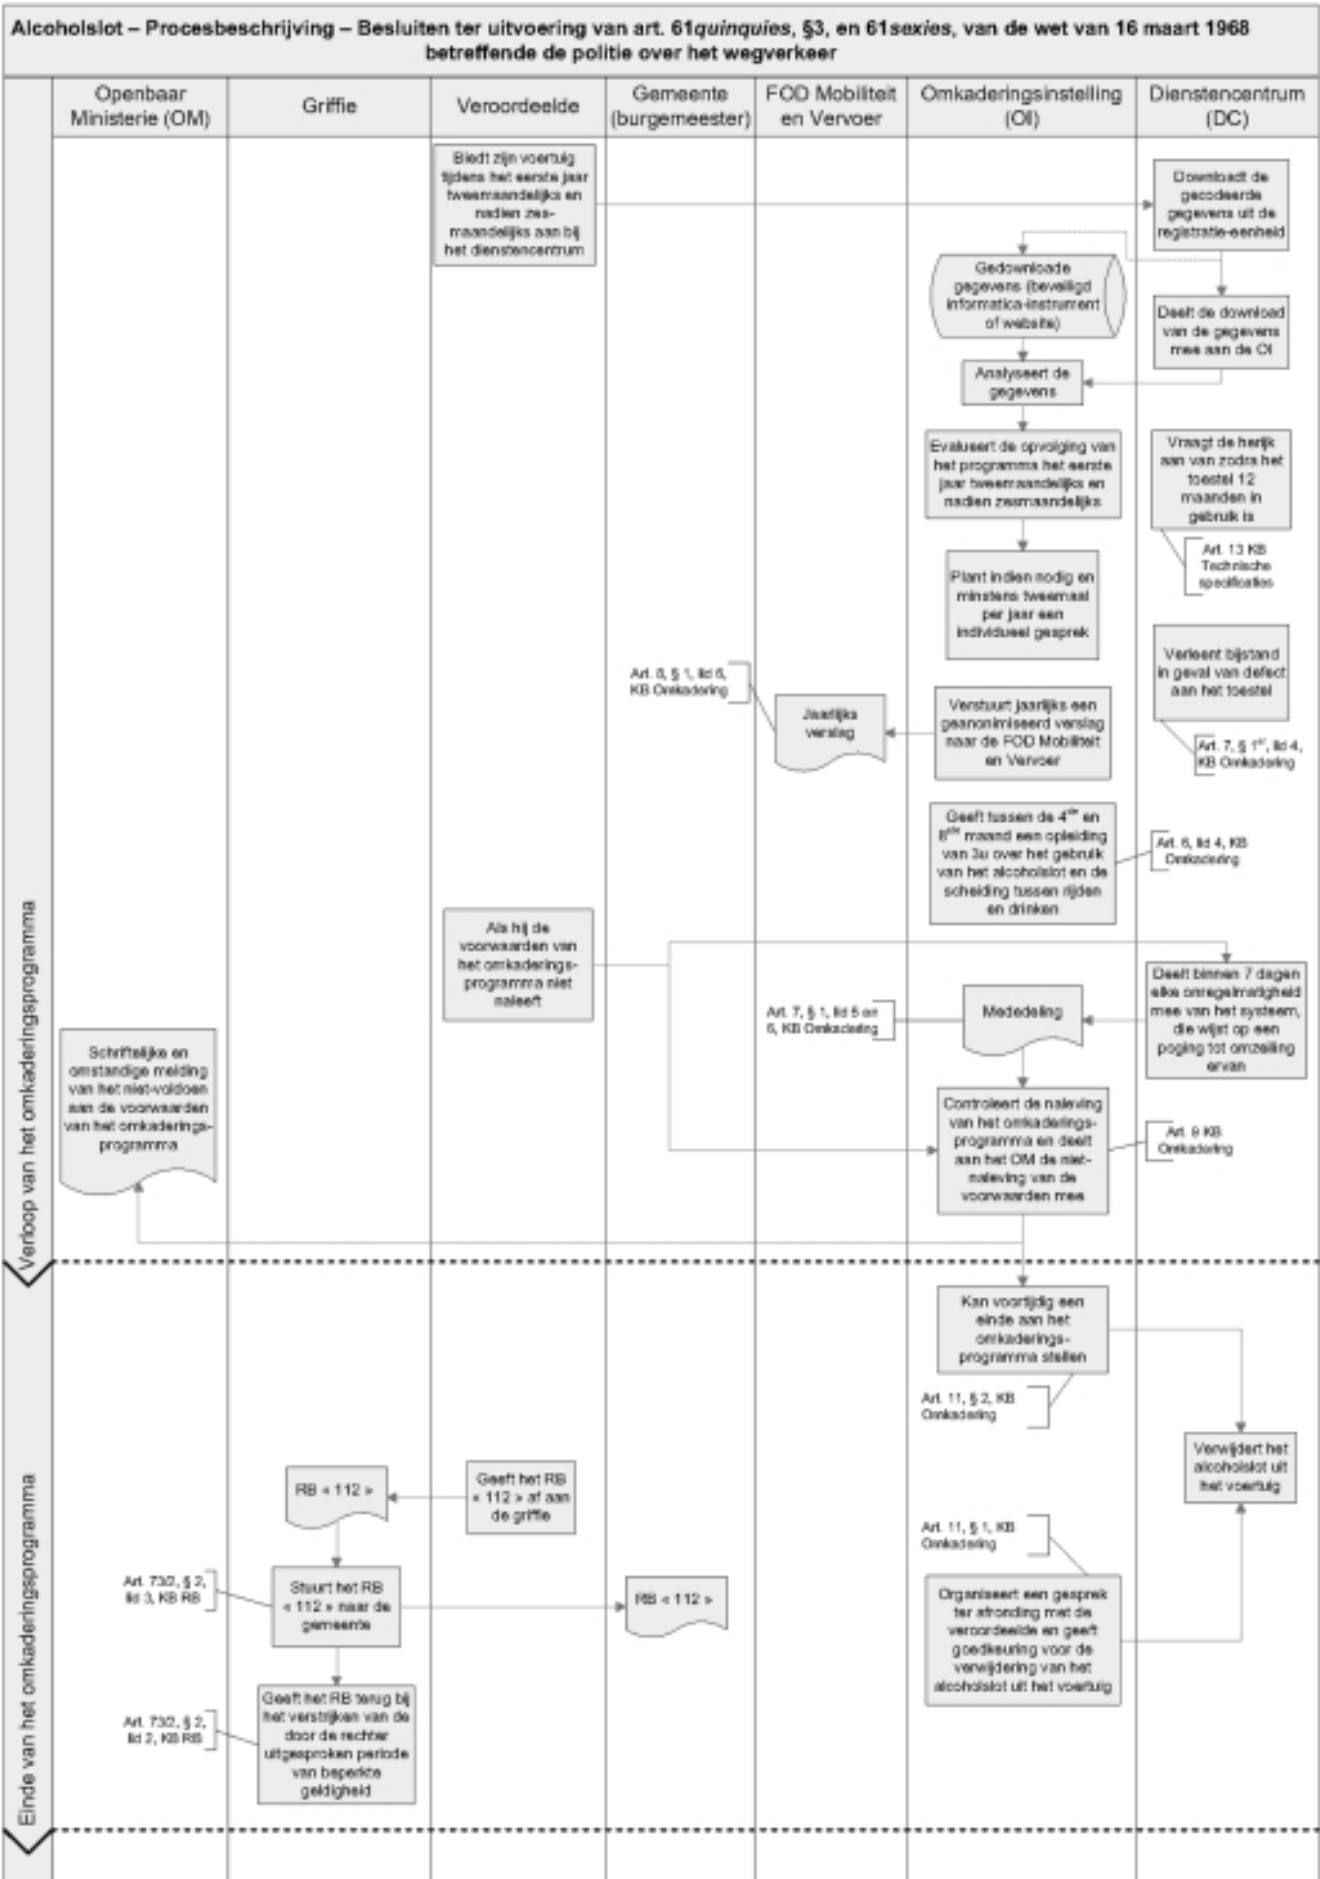 Alcoholslot – Procesbeschrijving – Besluiten ter uitvoering van art. 61quinquies, §3, en 61sexies, van de wet van 16 maart 1968
betreffende de politie over het wegverkeer
Openbaar
Ministerie (OM)
Griffie
Veroordeelde
Gemeente
(burgemeester)
FOD Mobiliteit
en Vervoer
Omkaderingsinstelling
(OI)
Dienstencentrum
(DC)
Verloop van het omkaderingsprogramma
Biedt zijn voertuig
tijdens het eerste jaar
tweemaandelijks en
nadien zes-
maandelijks aan bij
het dienstencentrum
Downloadt de
gecodeerde
gegevens uit de
registratie-eenheid
Gedownloade
gegevens (beveiligd
informatica-instrument
of website)
Deelt de download
van de gegevens
mee aan de OI
Analyseert de
gegevens
Evalueert de opvolging van
het programma het eerste
jaar tweemaandelijks en
nadien zesmaandelijks
Vraagt de herijk
aan van zodra het
toestel 12
maanden in
gebruik is
Art. 13 KB
Technische
specificaties
Plant indien nodig en
minstens tweemaal
per jaar een
individueel gesprek
Verleent bijstand
in geval van defect
aan het toestel
Art. 7, § 1er, lid 4,
KB Omkadering
Art. 8, § 1, lid 6,
KB Omkadering
Jaarlijks
verslag
Verstuurt jaarlijks een
geanonimiseerd verslag
naar de FOD Mobiliteit
en Vervoer
Geeft tussen de 4de en
8ste maand een opleiding
van 3u over het gebruik
van het alcoholslot en de
scheiding tussen rijden
en drinken
Art. 6, lid 4, KB
Omkadering
Als hij de
voorwaarden van
het omkaderings-
programma niet
naleeft
Deelt binnen 7 dagen
elke onregelmatigheid
mee van het systeem,
die wijst op een
poging tot omzeiling
ervan
Mededeling
Art. 7, § 1, lid 5 en
6, KB Omkadering
Schriftelijke en
omstandige melding
van het niet-voldoen
aan de voorwaarden
van het omkaderings-
programma
Controleert de naleving
van het omkaderings-
programma en deelt
aan het OM de niet-
naleving van de
voorwaarden mee
Art. 9 KB
Omkadering
Einde van het omkaderingsprogramma
Kan voortijdig een
einde aan het
omkaderings-
programma stellen
Art. 11, § 2, KB
Omkadering
Verwijdert het
alcoholslot uit
het voertuig
Geeft het RB
« 112 » af aan
de griffie
RB « 112 »
Art. 11, § 1, KB
Omkadering
Art. 73/2, § 2,
lid 3, KB RB
Stuurt het RB
« 112 » naar de
gemeente
RB « 112 »
Organiseert een gesprek
ter afronding met de
veroordeelde en geeft
goedkeuring voor de
verwijdering van het
alcoholslot uit het voertuig
Art. 73/2, § 2,
lid 2, KB RB
Geeft het RB terug bij
het verstrijken van de
door de rechter
uitgesproken periode
van beperkte
geldigheid